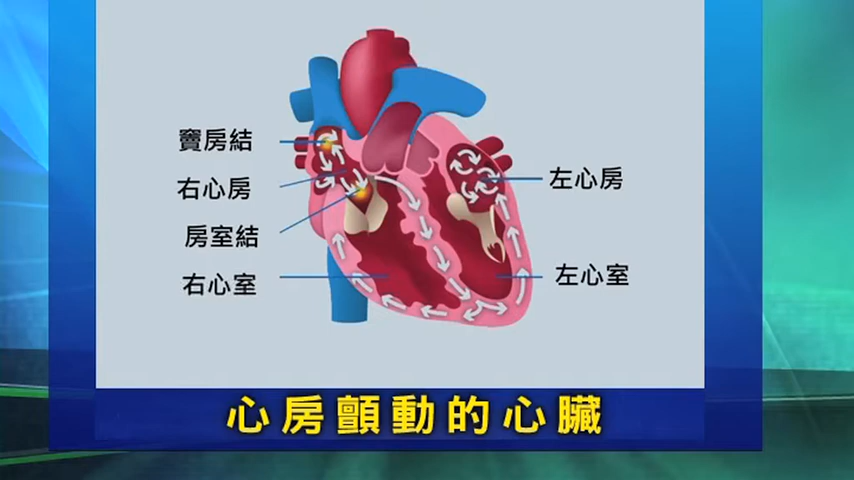 竇房結
右心房
房室結
右心室
左心房
左心室
心房顫動的心臟